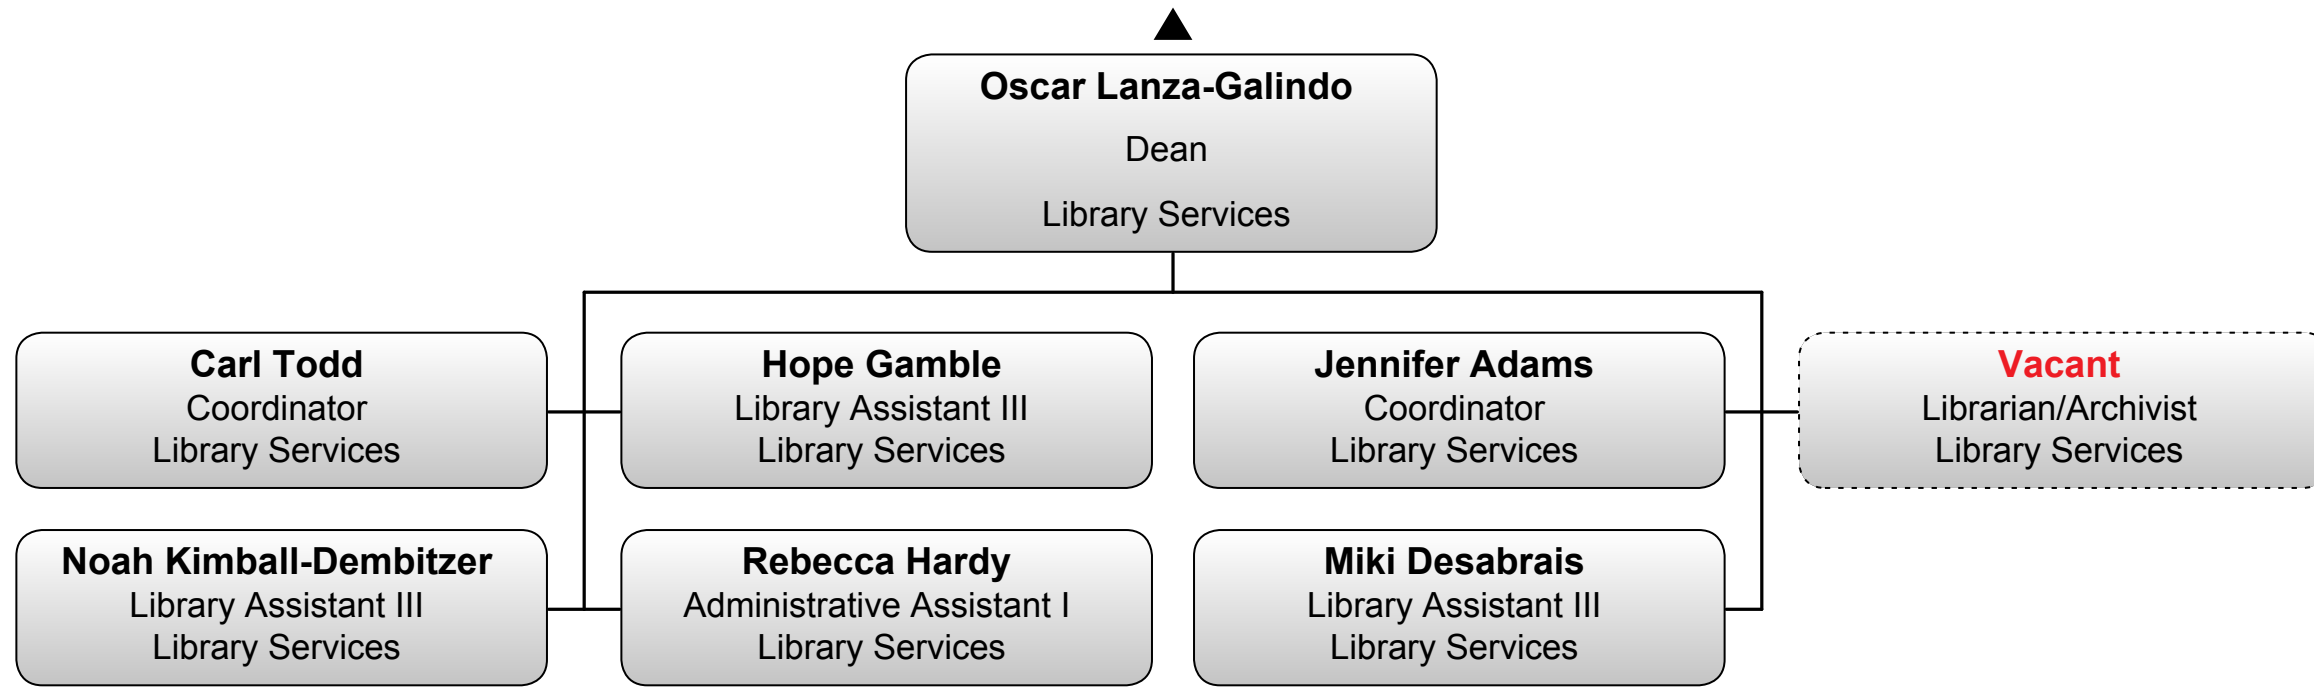 Oscar Lanza-Galindo
Dean
Library Services
Carl Todd
Coordinator
Library Services
Hope Gamble
Library Assistant III
Library Services
Jennifer Adams
Coordinator
Library Services
Vacant
Librarian/Archivist
Library Services
Noah Kimball-Dembitzer
Library Assistant III
Library Services
Rebecca Hardy
Administrative Assistant I
Library Services
Miki Desabrais
Library Assistant III
Library Services